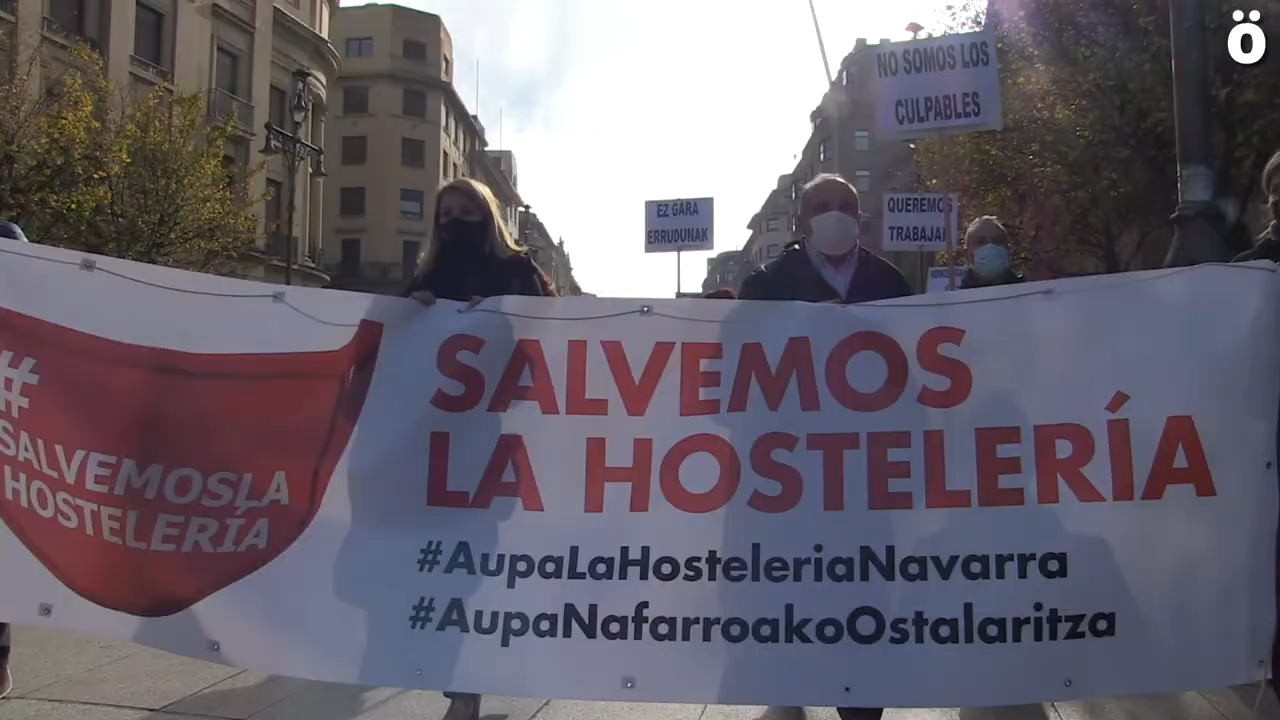 ö
NO SOMOS LOS
CULPABLES
EZ GARA
ERRUDUNAK
QUEREMOS
TRABAJAR
SALVEMOS
LA HOSTELERÍA
#AupaLaHosteleriaNavarra
#AupaNafarroakoOstalaritza
#
SALVEMOSLA
HOSTELERÍA